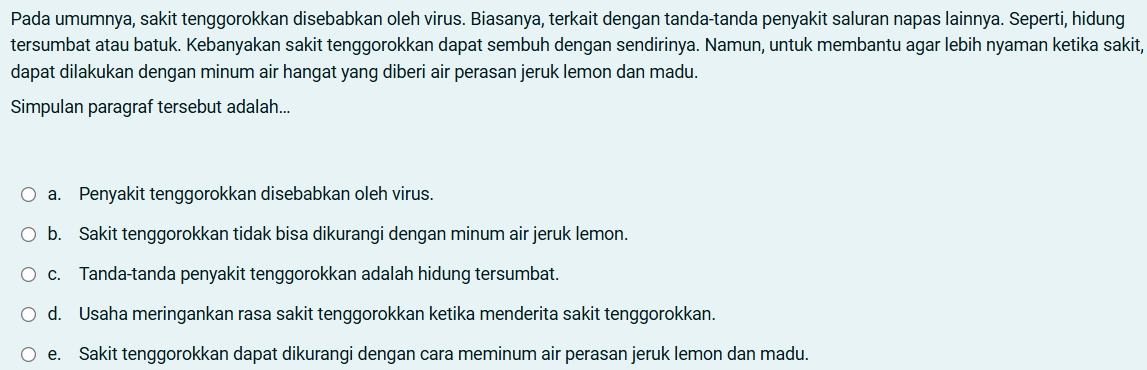 Pada umumnya, sakit tenggorokkan disebabkan oleh virus. Biasanya, terkait dengan tanda-tanda penyakit saluran napas lainnya. Seperti, hidung
tersumbat atau batuk. Kebanyakan sakit tenggorokkan dapat sembuh dengan sendirinya. Namun, untuk membantu agar lebih nyaman ketika sakit,
dapat dilakukan dengan minum air hangat yang diberi air perasan jeruk lemon dan madu.
Simpulan paragraf tersebut adalah...
a. Penyakit tenggorokkan disebabkan oleh virus.
b. Sakit tenggorokkan tidak bisa dikurangi dengan minum air jeruk lemon.
c. Tanda-tanda penyakit tenggorokkan adalah hidung tersumbat.
d. Usaha meringankan rasa sakit tenggorokkan ketika menderita sakit tenggorokkan.
e. Sakit tenggorokkan dapat dikurangi dengan cara meminum air perasan jeruk lemon dan madu.